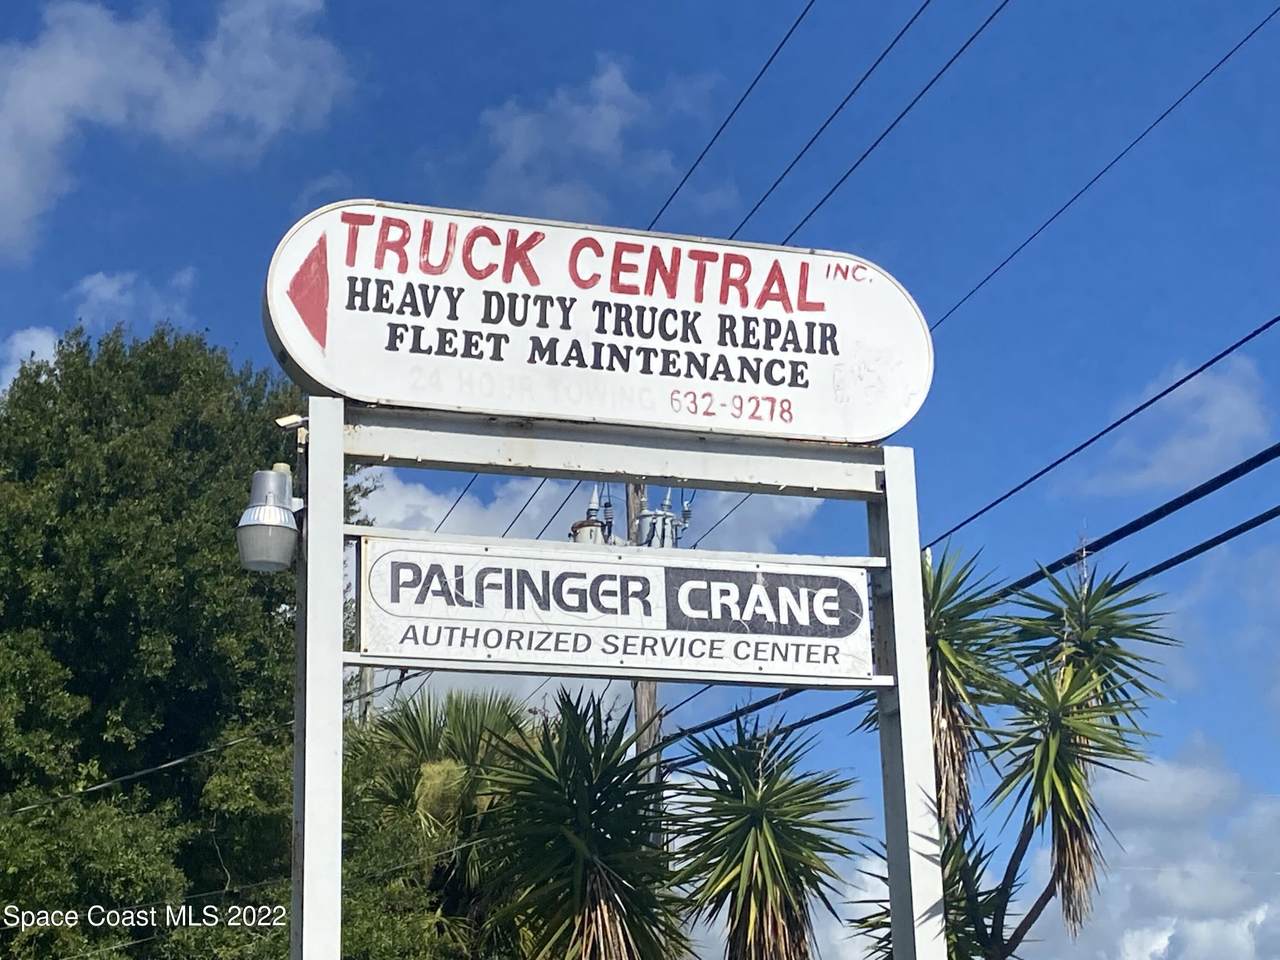 TRUCK CENTRAL INC.
HEAVY DUTY TRUCK REPAIR
FLEET MAINTENANCE
24 HOUR TOWING 632-9278
PALFINGER CRANE
AUTHORIZED SERVICE CENTER
Space Coast MLS 2022